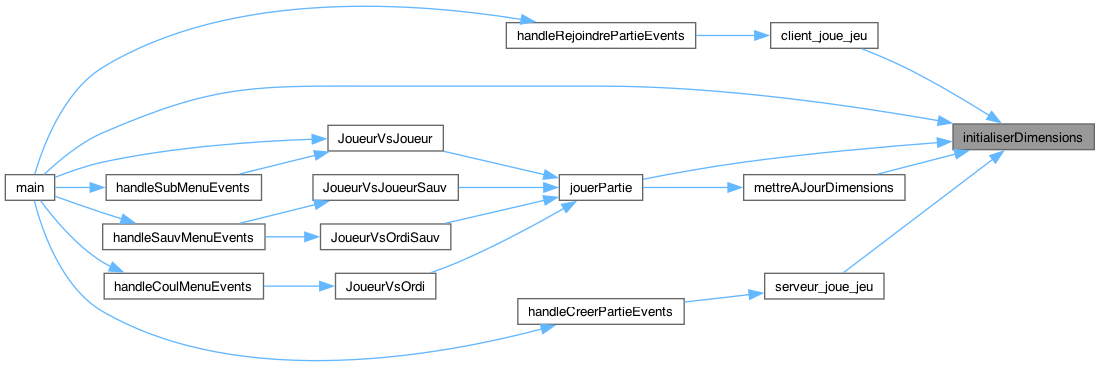 handleRejoindrePartieEvents
client_joue_jeu
initialiserDimensions
JoueurVsJoueur
main
handleSubMenuEvents
JoueurVsJoueurSauv
jouerPartie
mettreAJourDimensions
handleSauvMenuEvents
JoueurVsOrdiSauv
handleCoulMenuEvents
JoueurVsOrdi
serveur_joue_jeu
handleCreerPartieEvents